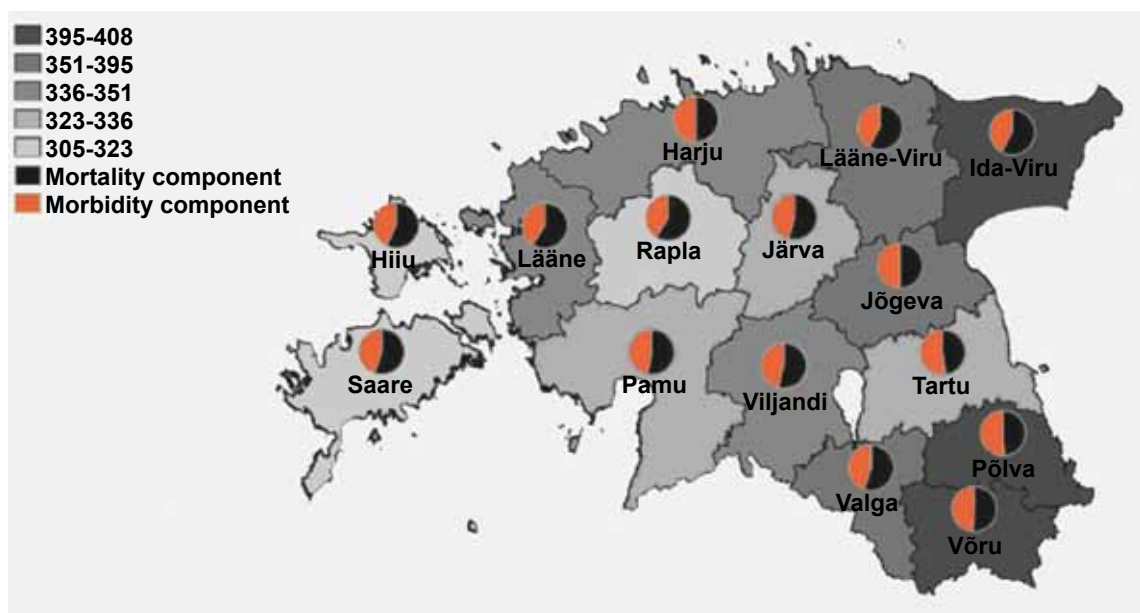 395-408
351-395
336-351
323-336
305-323
Mortality component
Morbidity component
Harju
Lääne-Viru
Ida-Viru
Hiiu
Lääne
Rapla
Järva
Jõgeva
Saare
Pamu
Viljandi
Tartu
Põlva
Valga
Võru